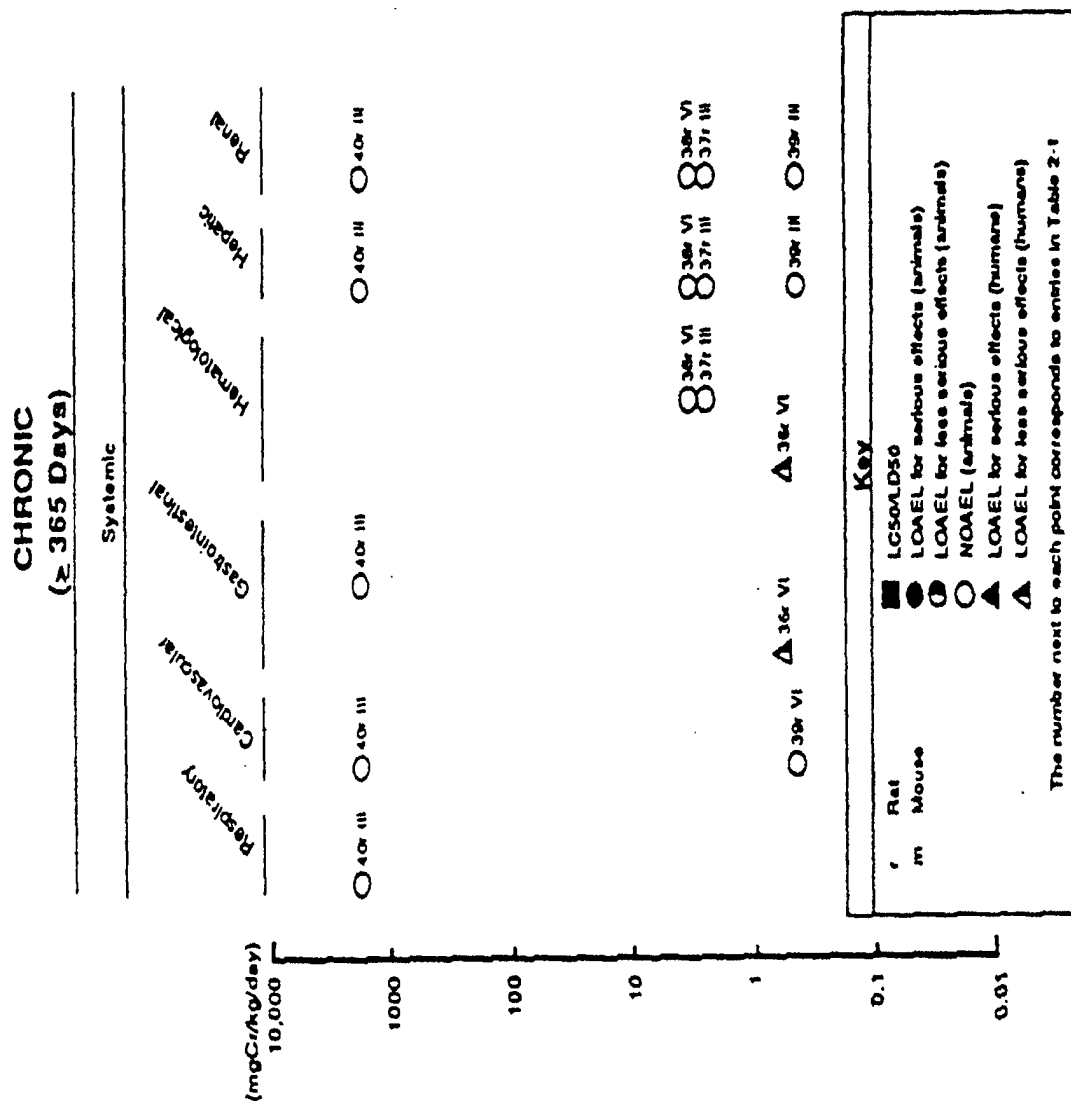 CHRONIC
(≥ 365 Days)
Systemic
Respiratory
Cardiovascular
Gastrointestinal
Hematological
Hepatic
Renal
(mgCr/kg/day)
10,000
1000
100
10
1
0.1
0.01
40r III
40r III
40r III
40r III
40r III
38r VI
38r VI
38r VI
37r III
37r III
37r III
39r VI
36r VI
36r VI
39r III
39r III
Key
r Rat
m Mouse
LC50/LD50
LOAEL for serious effects (animals)
LOAEL for less serious effects (animals)
NOAEL (animals)
LOAEL for serious effects (humans)
LOAEL for less serious effects (humans)
The number next to each point corresponds to entries in Table 2-1